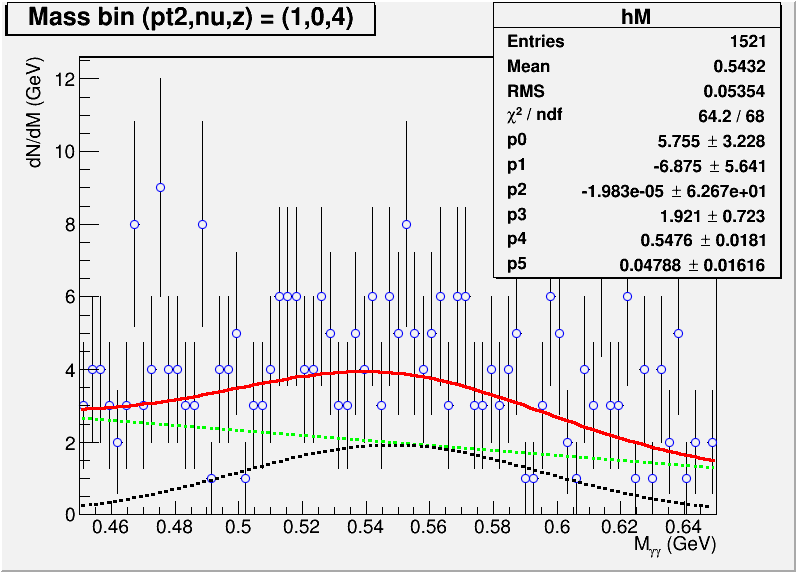 Mass bin (pt2,nu,z) = (1,0,4)
hM
Entries 1521
Mean 0.5432
RMS 0.05354
χ² / ndf 64.2 / 68
p0 5.755 ± 3.228
p1 -6.875 ± 5.641
p2 -1.983e-05 ± 6.267e+01
p3 1.921 ± 0.723
p4 0.5476 ± 0.0181
p5 0.04788 ± 0.01616
dN/dM (GeV)
12
10
8
6
4
2
0
0.46 0.48 0.5 0.52 0.54 0.56 0.58 0.6 0.62 0.64
Mγγ (GeV)